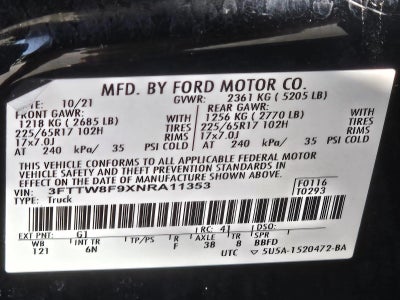 MFD. BY FORD MOTOR CO.
DATE: 10/21 GVWR: 2361 KG ( 5205 LB)
FRONT GAWR: REAR GAWR:
1218 KG ( 2685 LB) WITH 1256 KG ( 2770 LB) WITH
225/65R17 102H TIRES 225/65R17 102H TIRES
17x7.0J RIMS 17x7.0J RIMS
AT 240 kPa/ 35 PSI COLD AT 240 kPa/ 35 PSI COLD
THIS VEHICLE CONFORMS TO ALL APPLICABLE FEDERAL MOTOR
VEHICLE SAFETY AND THEFT PREVENTION STANDARDS IN
EFFECT ON THE DATE OF MANUFACTURE SHOWN ABOVE.
VIN: 3FTTW8F9XNRA11353 F0116
TYPE: Truck T0293
EXT PNT: G1 RC: 41 DSO:
WB INT TR TP/PS R AXLE TR SPR
121 6N F 38 8 BBFD
UTC 5U5A-1520472-BA